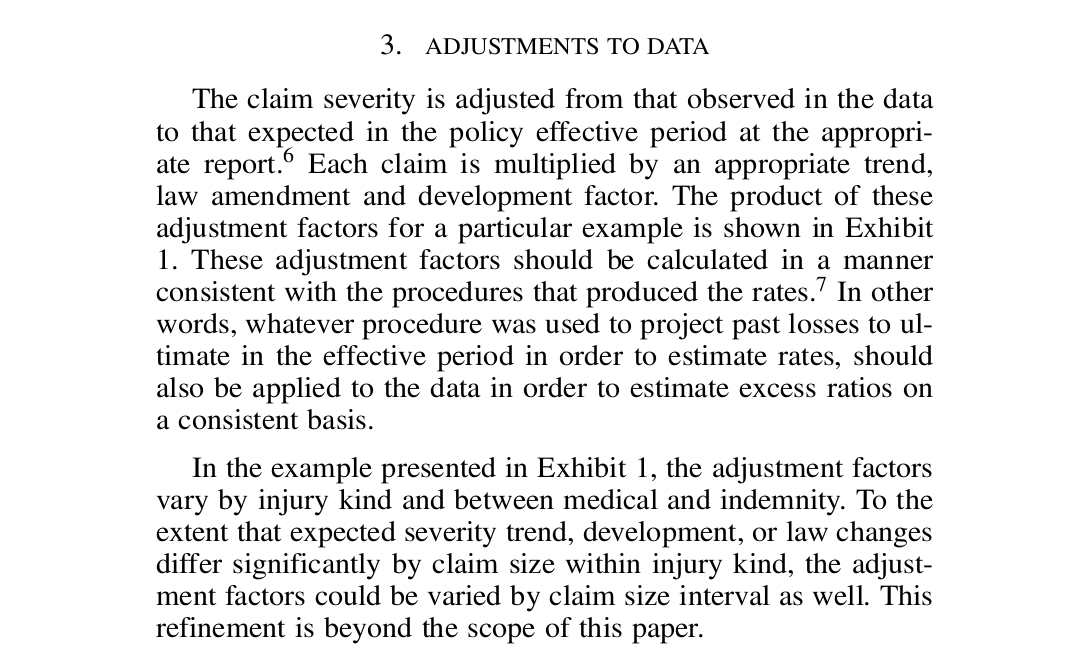 3. ADJUSTMENTS TO DATA
The claim severity is adjusted from that observed in the data
to that expected in the policy effective period at the appropri-
ate report.6 Each claim is multiplied by an appropriate trend,
law amendment and development factor. The product of these
adjustment factors for a particular example is shown in Exhibit
1. These adjustment factors should be calculated in a manner
consistent with the procedures that produced the rates.7 In other
words, whatever procedure was used to project past losses to ul-
timate in the effective period in order to estimate rates, should
also be applied to the data in order to estimate excess ratios on
a consistent basis.
In the example presented in Exhibit 1, the adjustment factors
vary by injury kind and between medical and indemnity. To the
extent that expected severity trend, development, or law changes
differ significantly by claim size within injury kind, the adjust-
ment factors could be varied by claim size interval as well. This
refinement is beyond the scope of this paper.